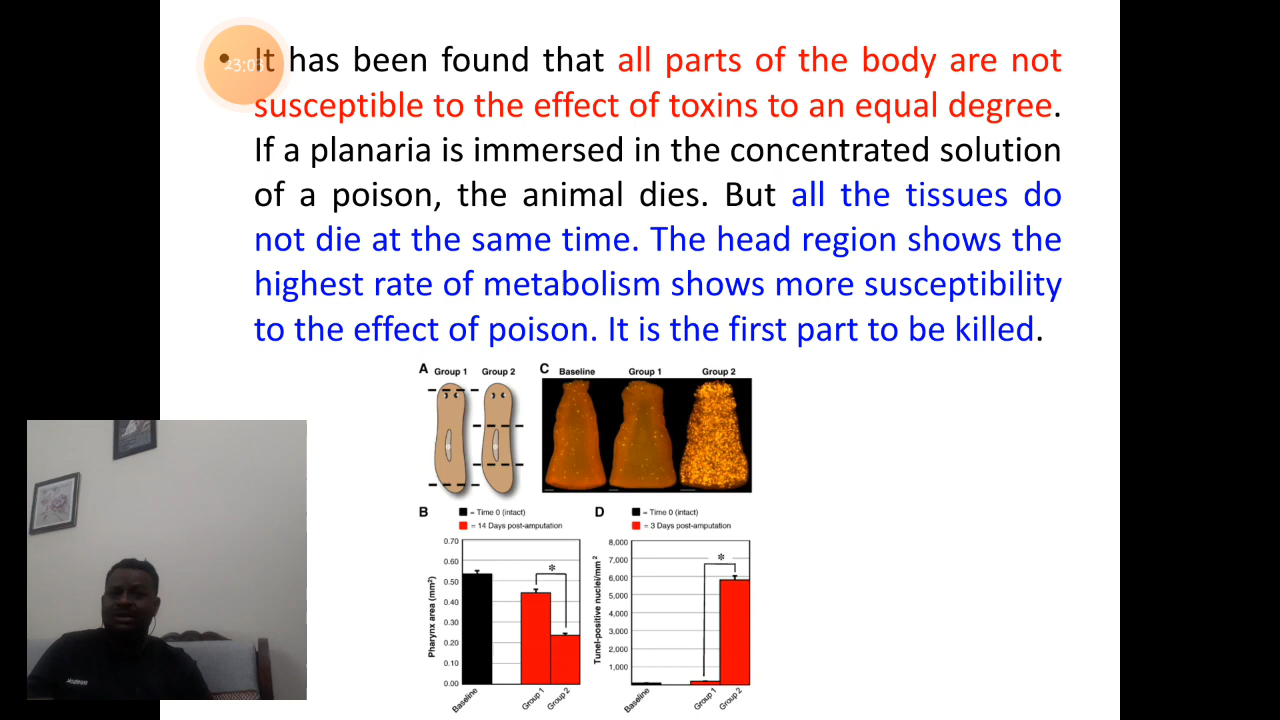 • It has been found that all parts of the body are not
23:03
susceptible to the effect of toxins to an equal degree.
If a planaria is immersed in the concentrated solution
of a poison, the animal dies. But all the tissues do
not die at the same time. The head region shows the
highest rate of metabolism shows more susceptibility
to the effect of poison. It is the first part to be killed.
A Group 1 Group 2
C Baseline Group 1 Group 2
B = Time 0 (intact)
= 14 Days post-amputation
Pharynx area (mm²)
0.70
0.60
0.50
0.40
0.30
0.20
0.10
0.00
*
Baseline Group 1 Group 2
D = Time 0 (intact)
= 3 Days post-amputation
Tunel-positive nuclei/mm²
8,000
7,000
6,000
5,000
4,000
3,000
2,000
1,000
*
Baseline Group 1 Group 2